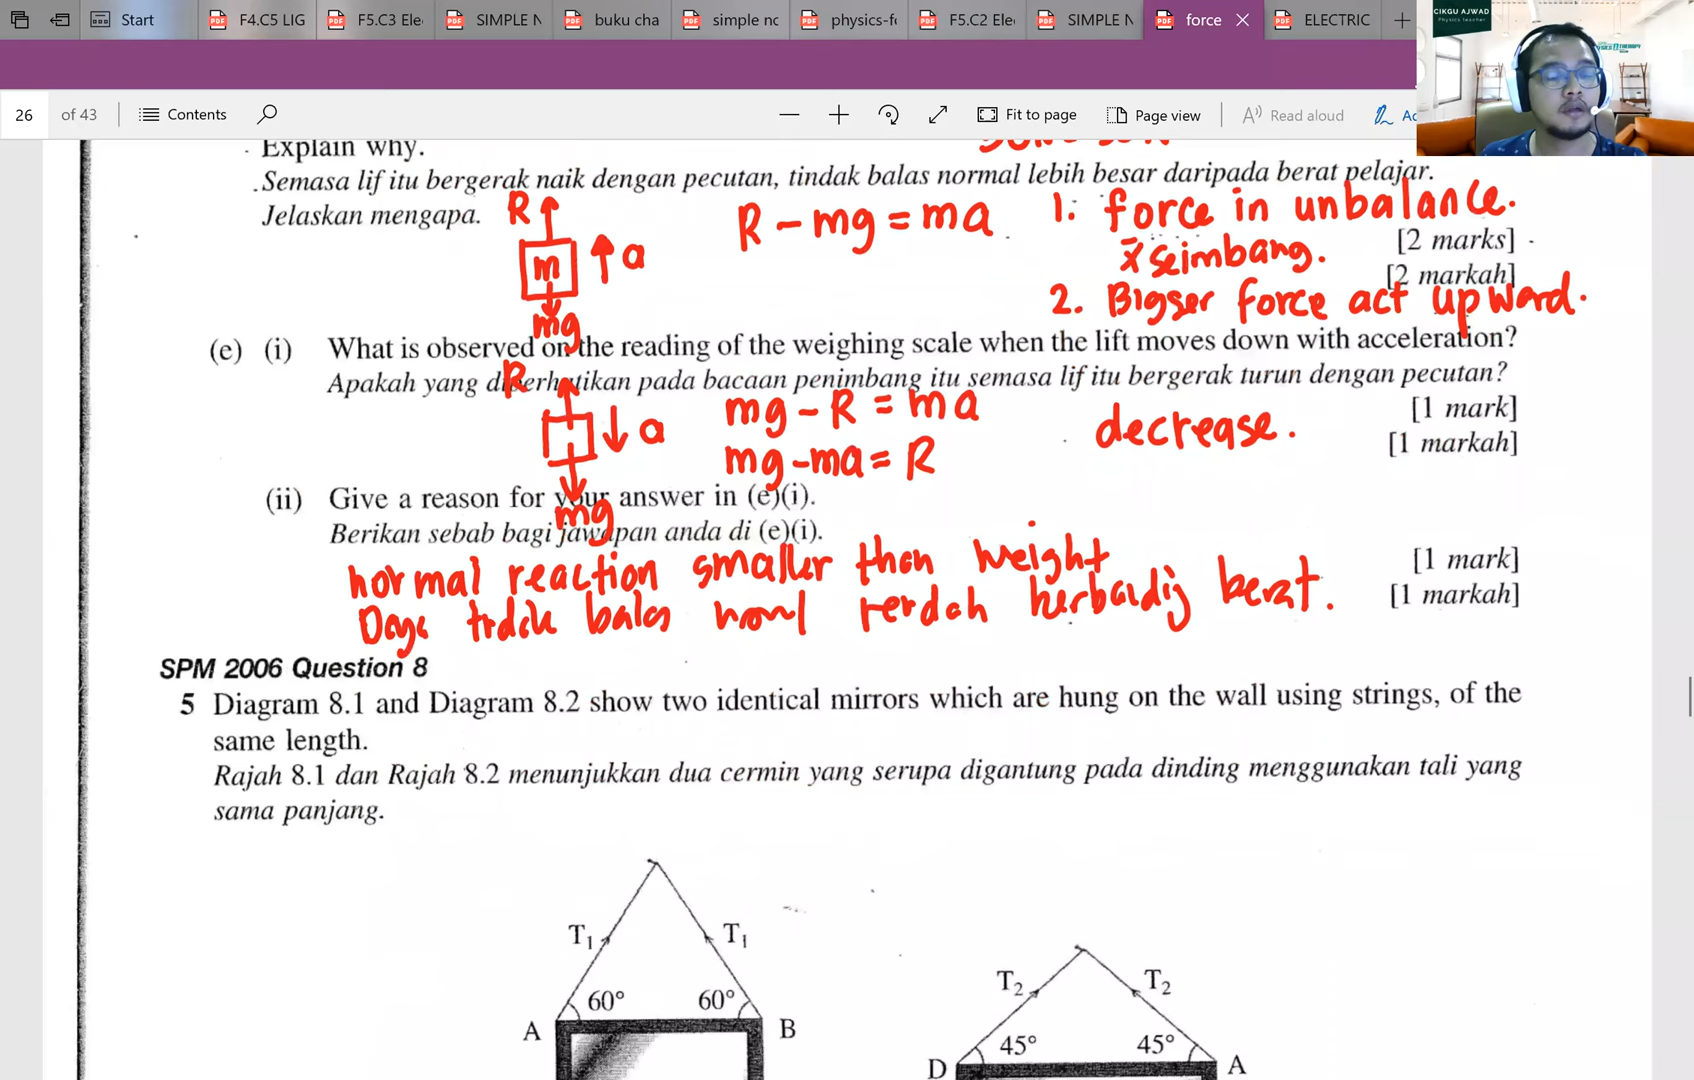 Start
F4.C5 LIG
F5.C3 Ele
SIMPLE N
buku cha
simple nc
physics-f
F5.C2 Ele
SIMPLE N
force
ELECTRIC
CIKGU AJWAD
Physics teacher
26 of 43
Contents
Fit to page
Page view
Read aloud
Explain why.
Semasa lif itu bergerak naik dengan pecutan, tindak balas normal lebih besar daripada berat pelajar.
Jelaskan mengapa.
R
m
a
mg
R - mg = ma
1. force in unbalance.
x seimbang.
[2 marks]
[2 markah]
2. Bigger force act upward.
(e) (i) What is observed on the reading of the weighing scale when the lift moves down with acceleration?
Apakah yang diperhatikan pada bacaan penimbang itu semasa lif itu bergerak turun dengan pecutan?
R
a
mg
mg - R = ma
mg - ma = R
decrease.
[1 mark]
[1 markah]
(ii) Give a reason for your answer in (e)(i).
Berikan sebab bagi jawapan anda di (e)(i).
normal reaction smaller than weight
[1 mark]
berat.
[1 markah]
SPM 2006 Question 8
5 Diagram 8.1 and Diagram 8.2 show two identical mirrors which are hung on the wall using strings, of the
same length.
Rajah 8.1 dan Rajah 8.2 menunjukkan dua cermin yang serupa digantung pada dinding menggunakan tali yang
sama panjang.
T₁ T₁
60° 60°
A B
T₂ T₂
45° 45°
D A